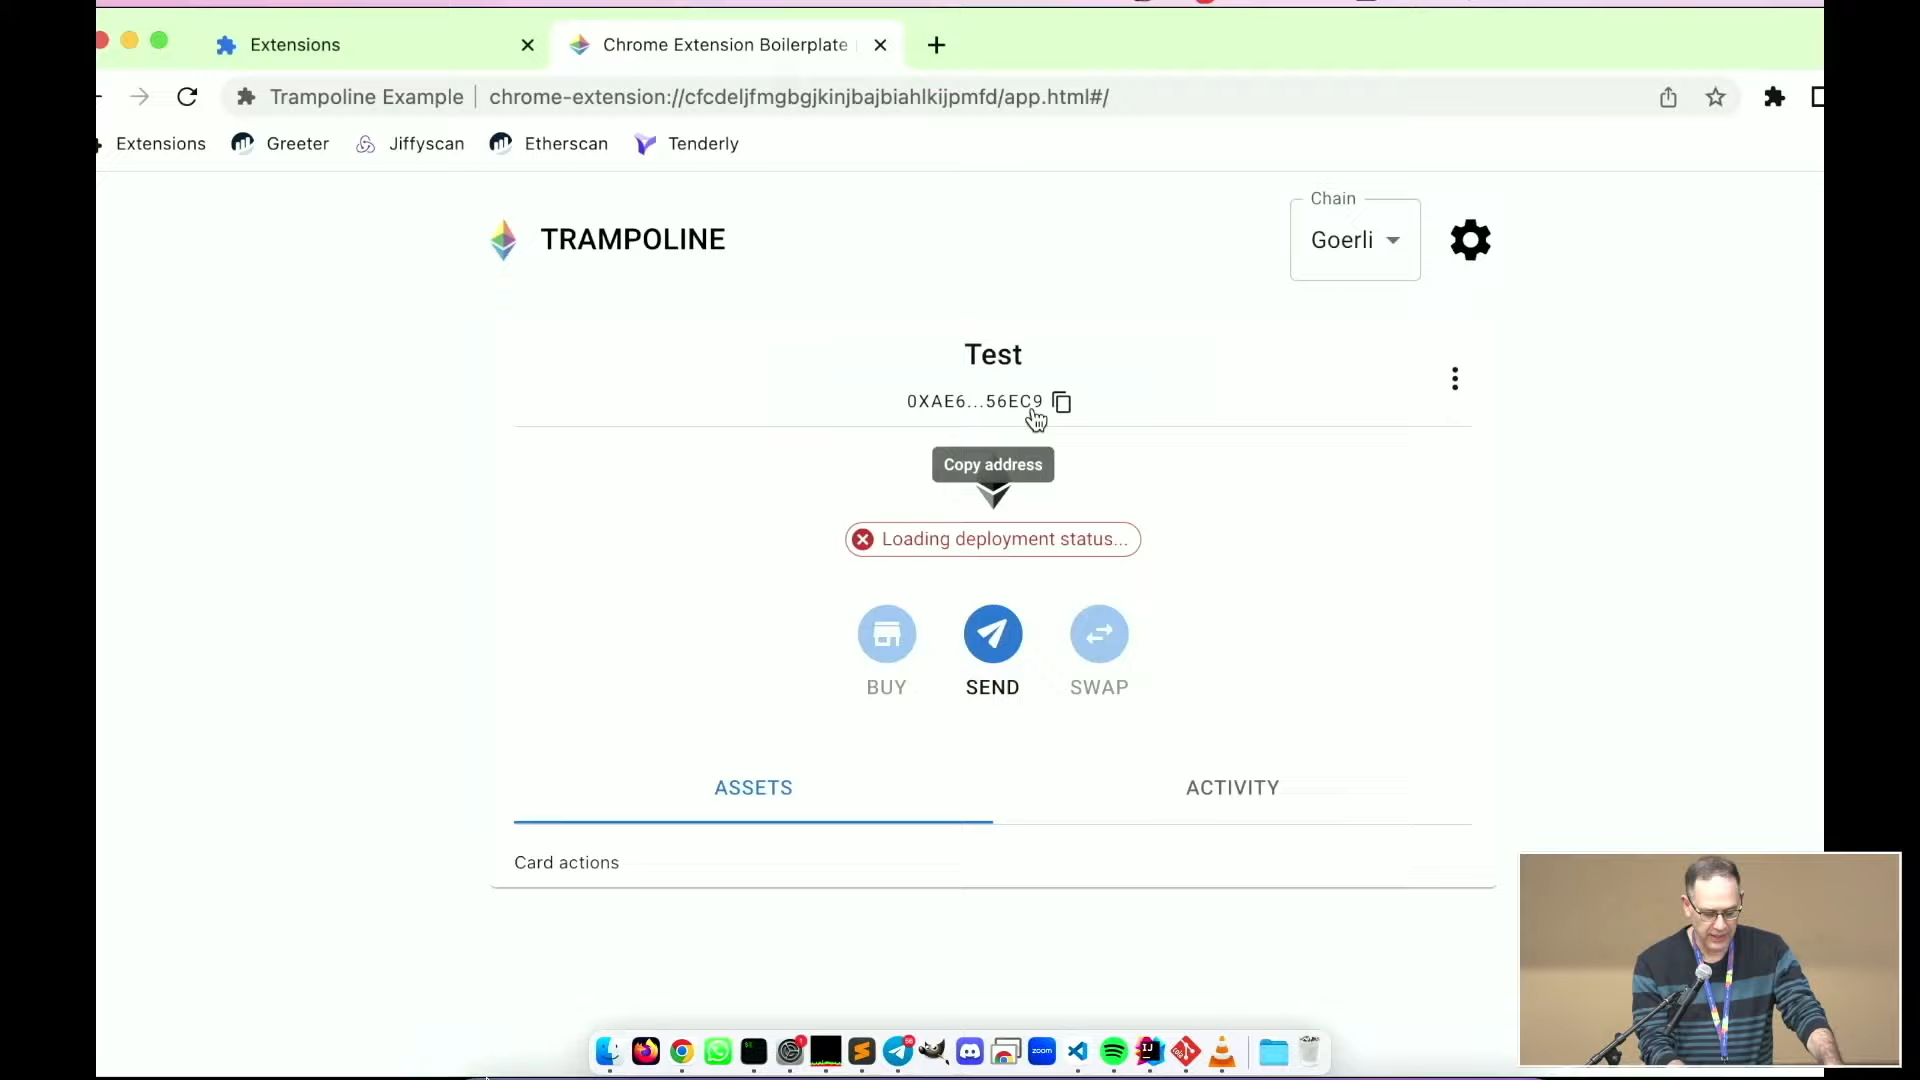 Extensions
Chrome Extension Boilerplate
Trampoline Example
chrome-extension://cfcdeljfmgbgjkinjbajbiahlkijpmfd/app.html#/
Extensions
Greeter
Jiffyscan
Etherscan
Tenderly
TRAMPOLINE
Chain
Goerli
Test
0XAE6...56EC9
Copy address
Loading deployment status...
BUY
SEND
SWAP
ASSETS
ACTIVITY
Card actions
zoom